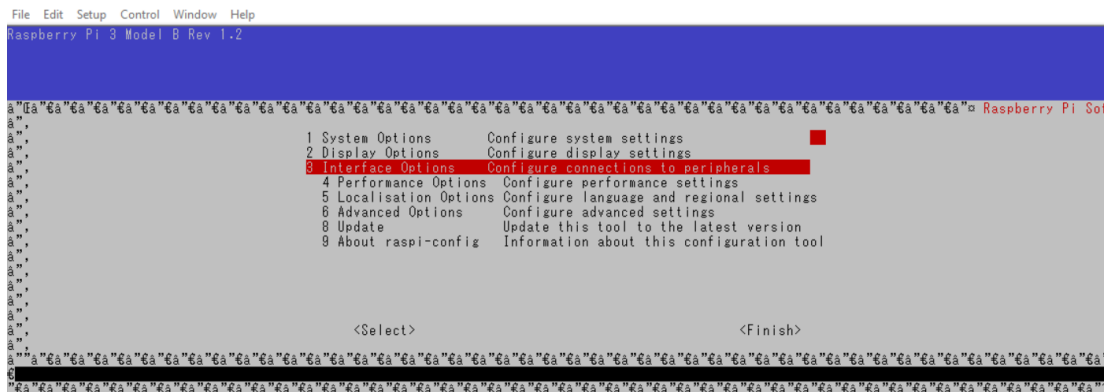 File Edit Setup Control Window Help
Raspberry Pi 3 Model B Rev 1.2
Raspberry Pi Sof
1 System Options Configure system settings
2 Display Options Configure display settings
3 Interface Options Configure connections to peripherals
4 Performance Options Configure performance settings
5 Localisation Options Configure language and regional settings
6 Advanced Options Configure advanced settings
8 Update Update this tool to the latest version
9 About raspi-config Information about this configuration tool
<Select> <Finish>